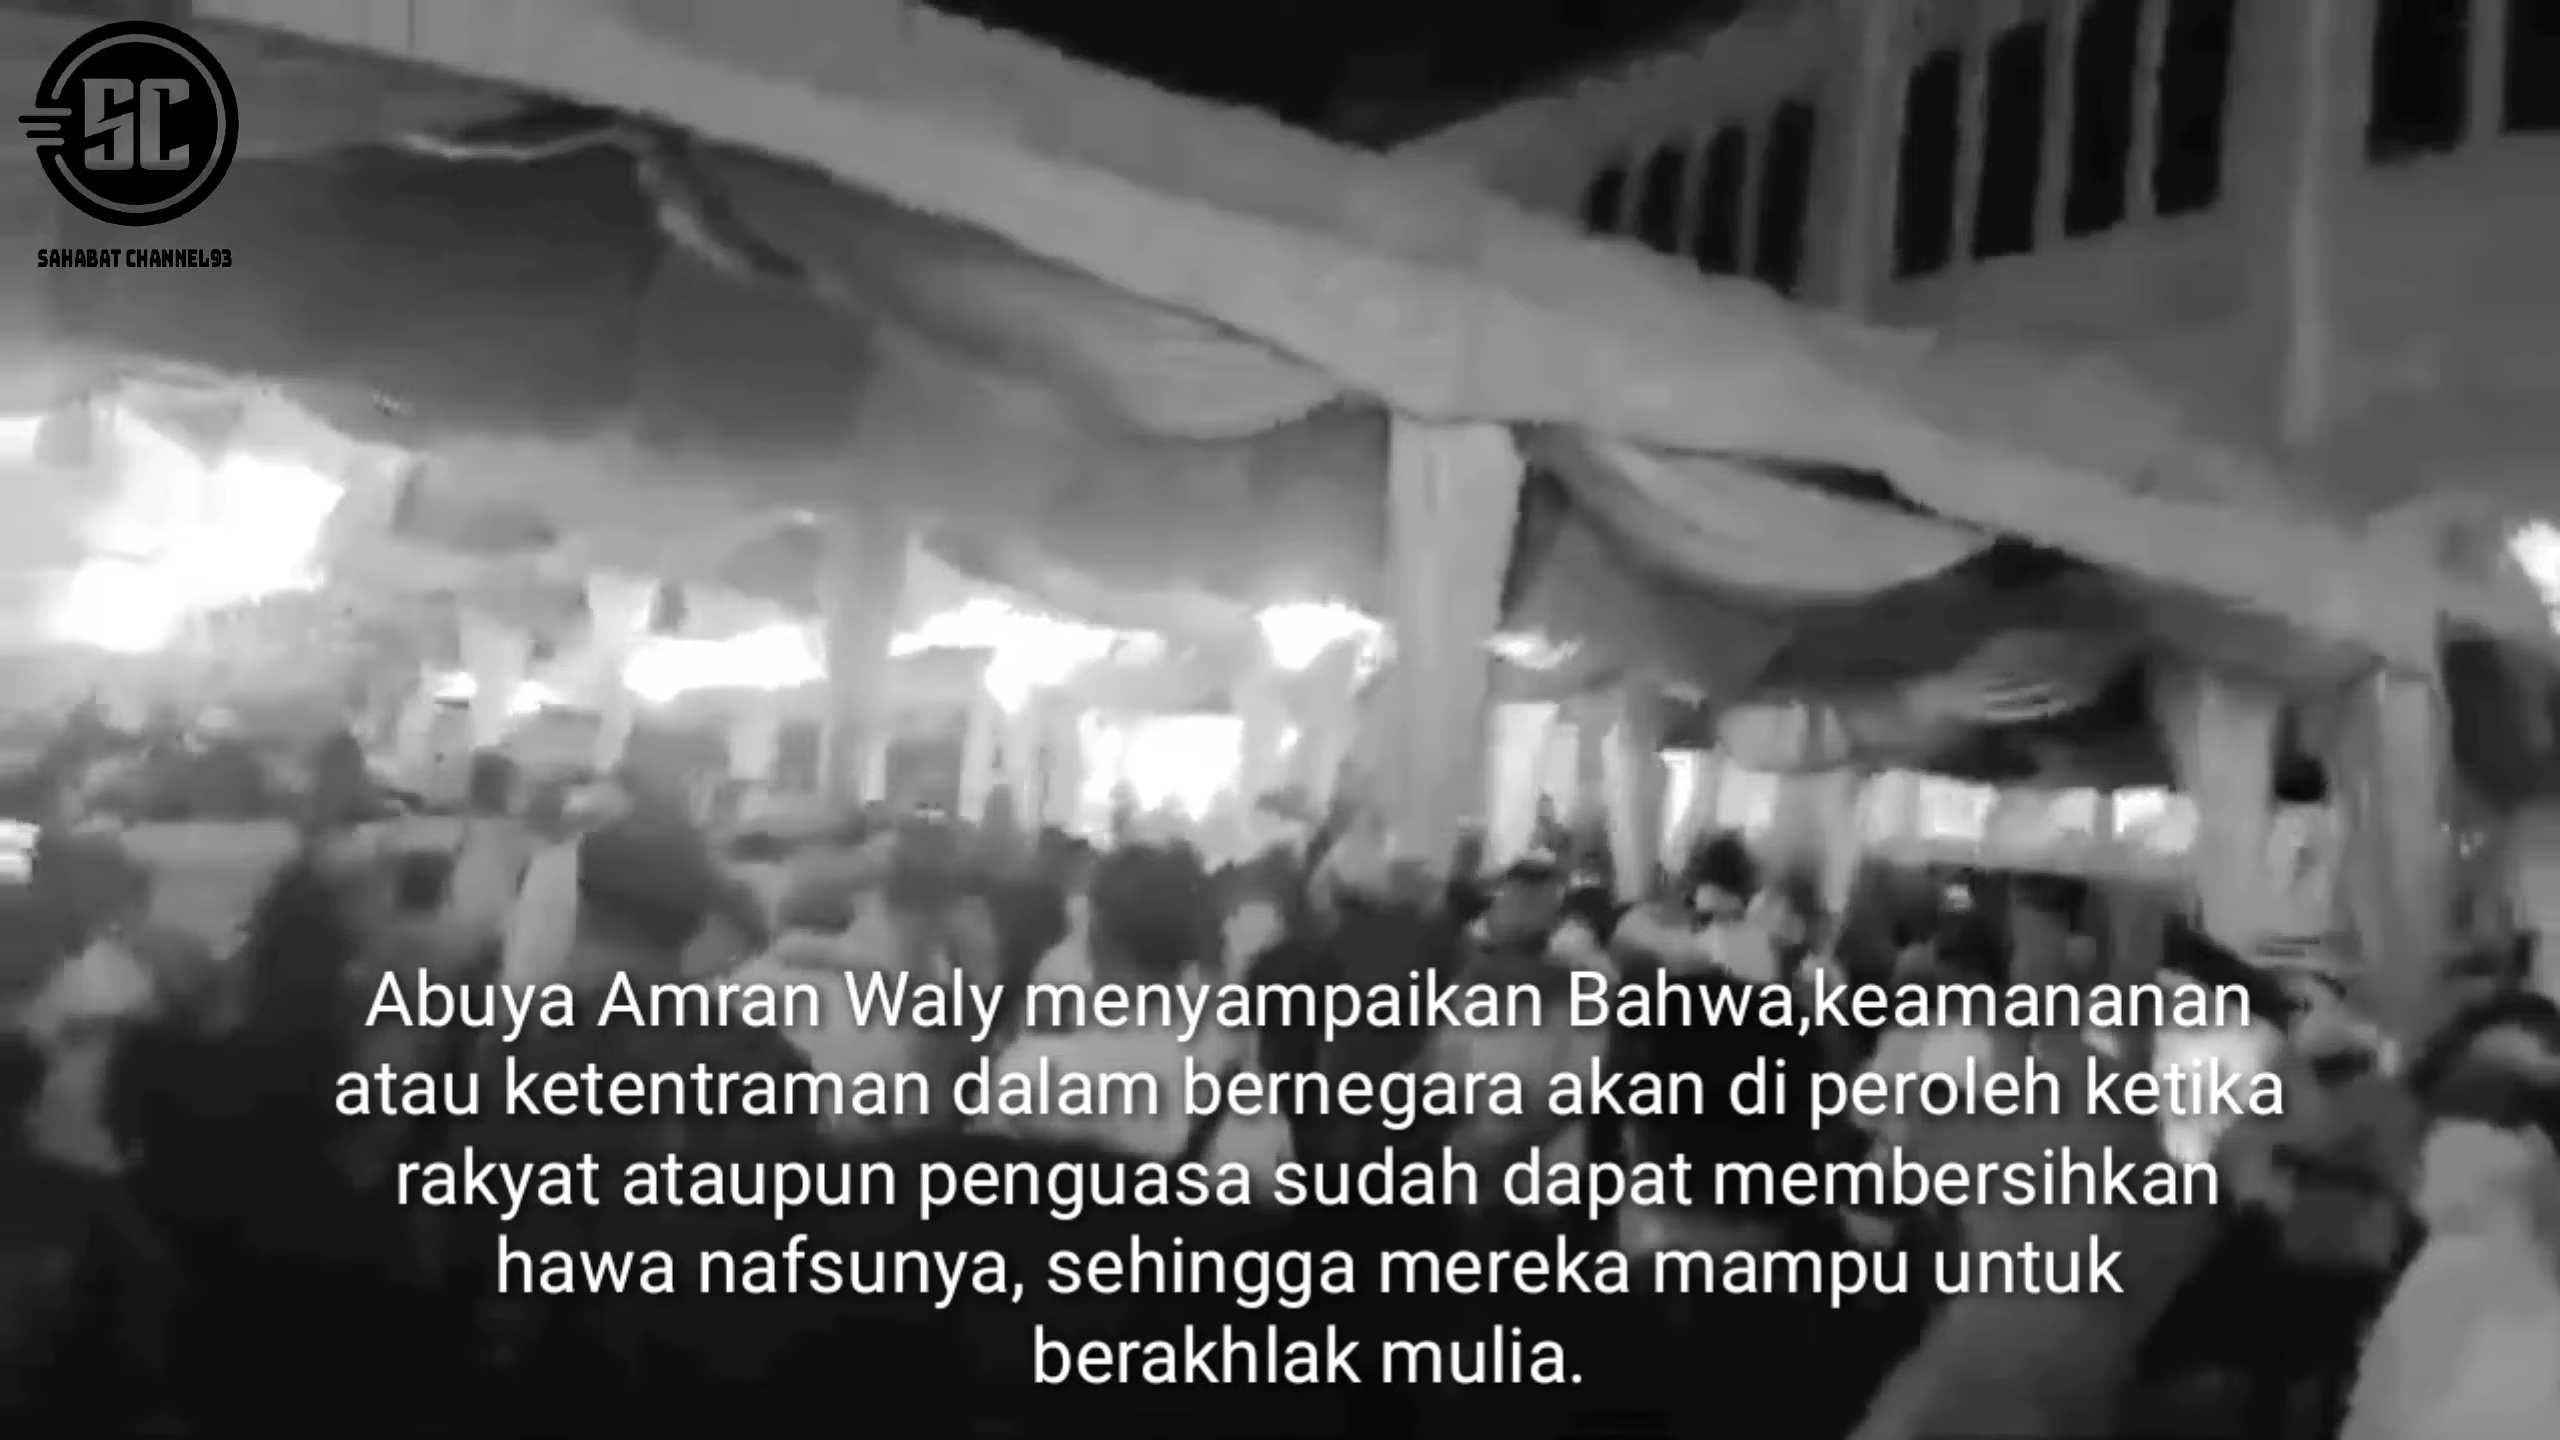 SC
SAHABAT CHANNEL93
Abuya Amran Waly menyampaikan Bahwa,keamananan
atau ketentraman dalam bernegara akan di peroleh ketika
rakyat ataupun penguasa sudah dapat membersihkan
hawa nafsunya, sehingga mereka mampu untuk
berakhlak mulia.